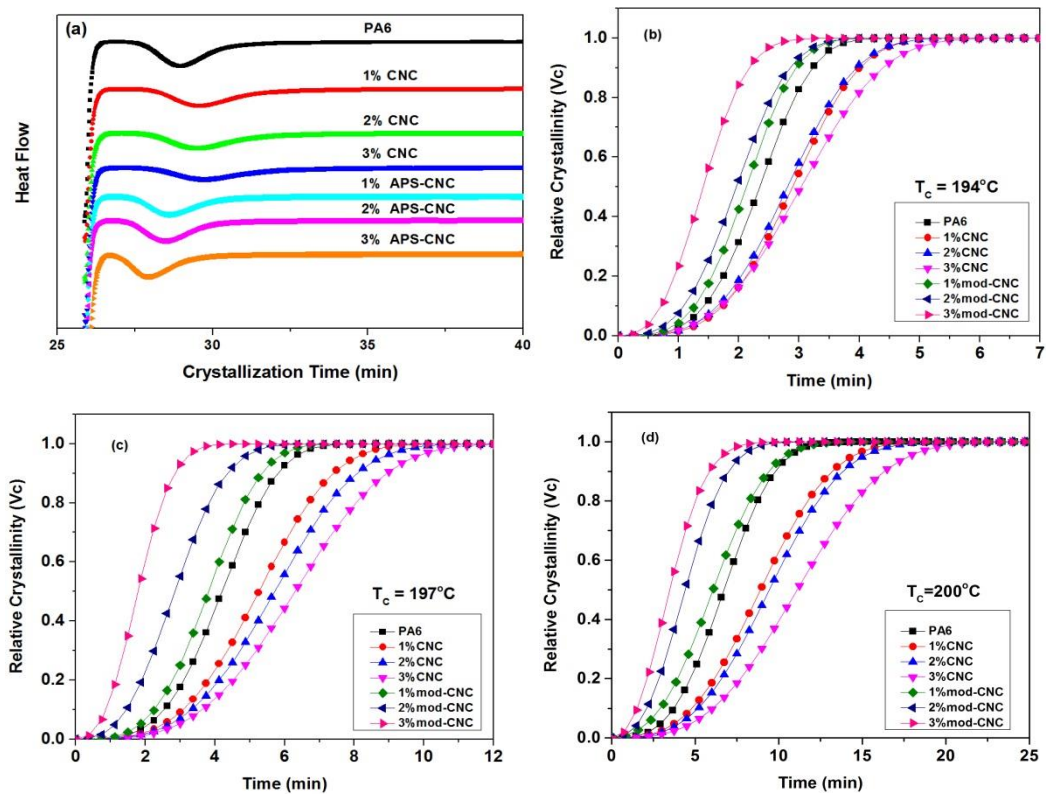 (a)
PA6
1% CNC
2% CNC
3% CNC
1% APS-CNC
2% APS-CNC
3% APS-CNC
Heat Flow
25 30 35 40
Crystallization Time (min)
(b)
Relative Crystallinity (Vc)
1.0
0.8
0.6
0.4
0.2
0.0
T_C = 194°C
PA6
1%CNC
2%CNC
3%CNC
1%mod-CNC
2%mod-CNC
3%mod-CNC
0 1 2 3 4 5 6 7
Time (min)
(c)
Relative Crystallinity (Vc)
1.0
0.8
0.6
0.4
0.2
0.0
T_C = 197°C
PA6
1%CNC
2%CNC
3%CNC
1%mod-CNC
2%mod-CNC
3%mod-CNC
0 2 4 6 8 10 12
Time (min)
(d)
Relative Crystallinity (Vc)
1.0
0.8
0.6
0.4
0.2
0.0
T_C=200°C
PA6
1%CNC
2%CNC
3%CNC
1%mod-CNC
2%mod-CNC
3%mod-CNC
0 5 10 15 20 25
Time (min)